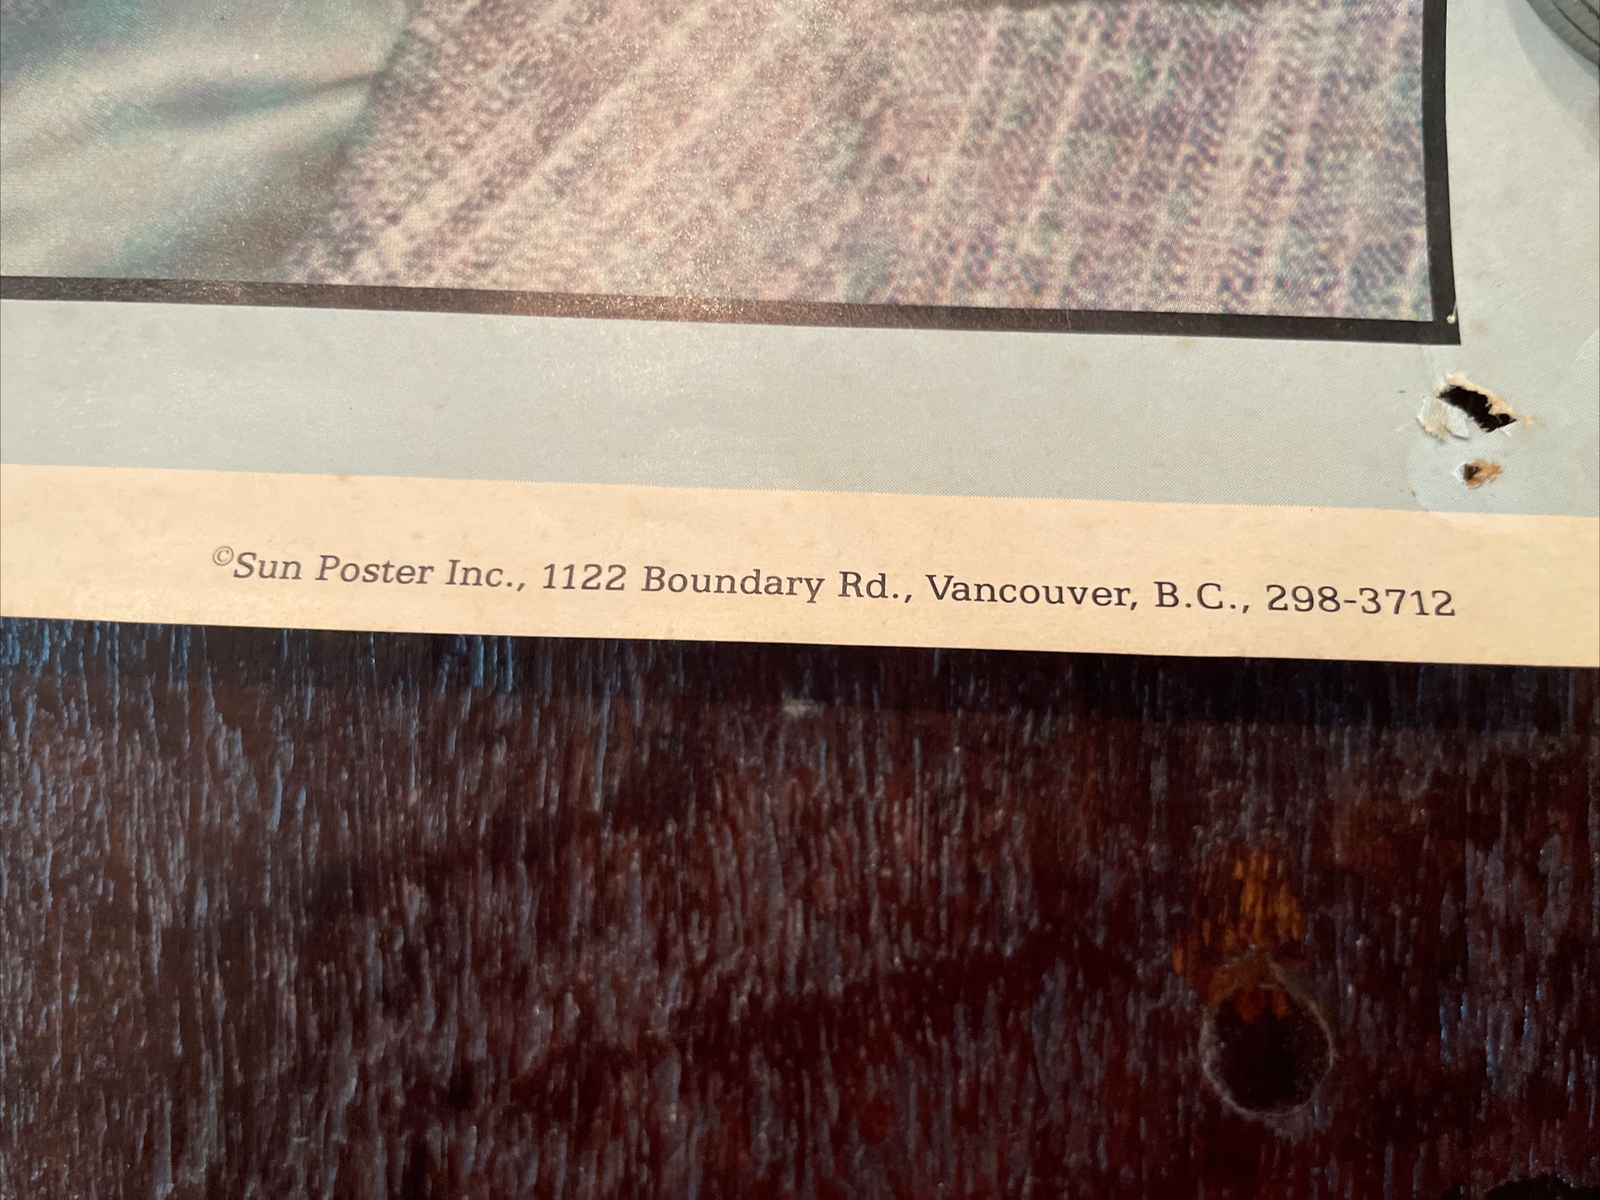 ©Sun Poster Inc., 1122 Boundary Rd., Vancouver, B.C., 298-3712